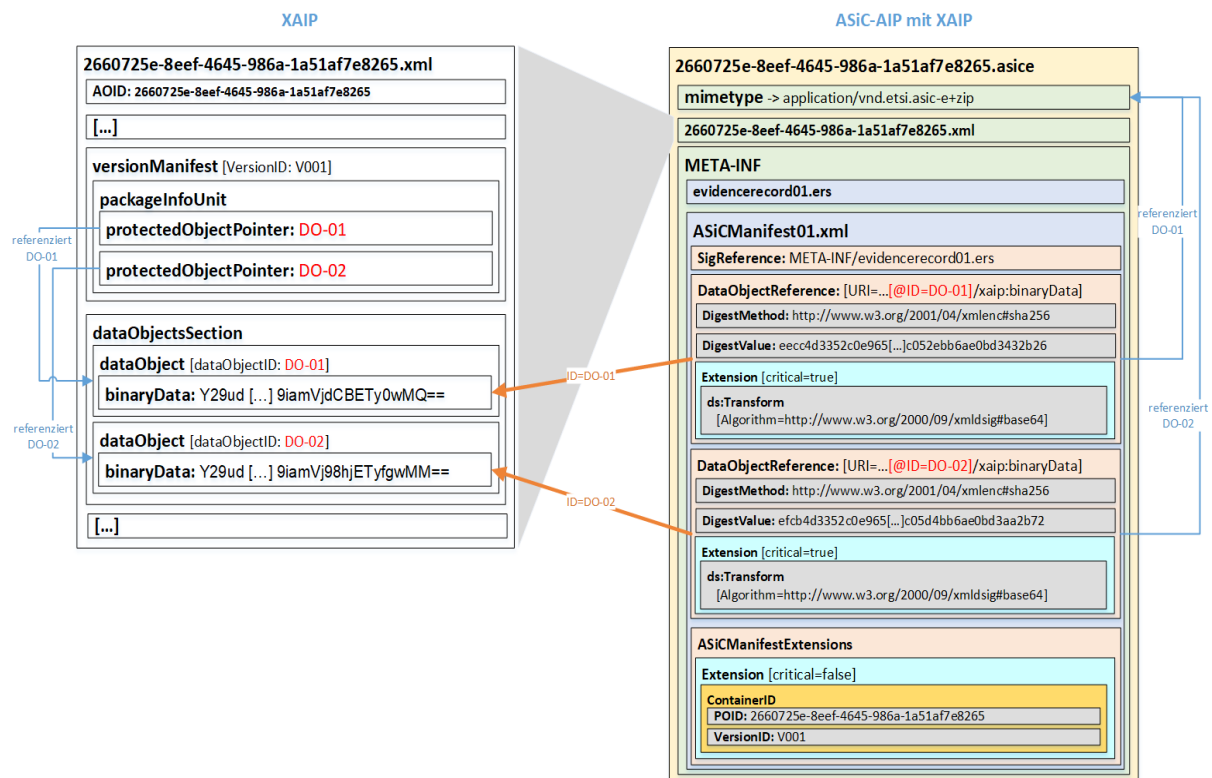 XAIP
2660725e-8eef-4645-986a-1a51af7e8265.xml
AOID: 2660725e-8eef-4645-986a-1a51af7e8265
[...]
versionManifest [VersionID: V001]
packageInfoUnit
protectedObjectPointer: DO-01
protectedObjectPointer: DO-02
referenziert
DO-01
dataObjectsSection
dataObject [dataObjectID: DO-01]
binaryData: Y29ud [...] 9iamVjdCBETy0wMQ==
referenziert
DO-02
dataObject [dataObjectID: DO-02]
binaryData: Y29ud [...] 9iamVj98hjETyfgwMM==
[...]
ID=DO-01
ID=DO-02
ASiC-AIP mit XAIP
2660725e-8eef-4645-986a-1a51af7e8265.asice
mimetype -> application/vnd.etsi.asic-e+zip
2660725e-8eef-4645-986a-1a51af7e8265.xml
META-INF
evidencerecord01.ers
ASiCManifest01.xml
SigReference: META-INF/evidencerecord01.ers
DataObjectReference: [URI=...[@ID=DO-01]/xaip:binaryData]
DigestMethod: http://www.w3.org/2001/04/xmlenc#sha256
DigestValue: eecc4d3352c0e965[...]c052ebb6ae0bd3432b26
Extension [critical=true]
ds:Transform
[Algorithm=http://www.w3.org/2000/09/xmldsig#base64]
DataObjectReference: [URI=...[@ID=DO-02]/xaip:binaryData]
DigestMethod: http://www.w3.org/2001/04/xmlenc#sha256
DigestValue: efcb4d3352c0e965[...]c05d4bb6ae0bd3aa2b72
Extension [critical=true]
ds:Transform
[Algorithm=http://www.w3.org/2000/09/xmldsig#base64]
ASiCManifestExtensions
Extension [critical=false]
ContainerID
POID: 2660725e-8eef-4645-986a-1a51af7e8265
VersionID: V001
referenziert
DO-01
referenziert
DO-02